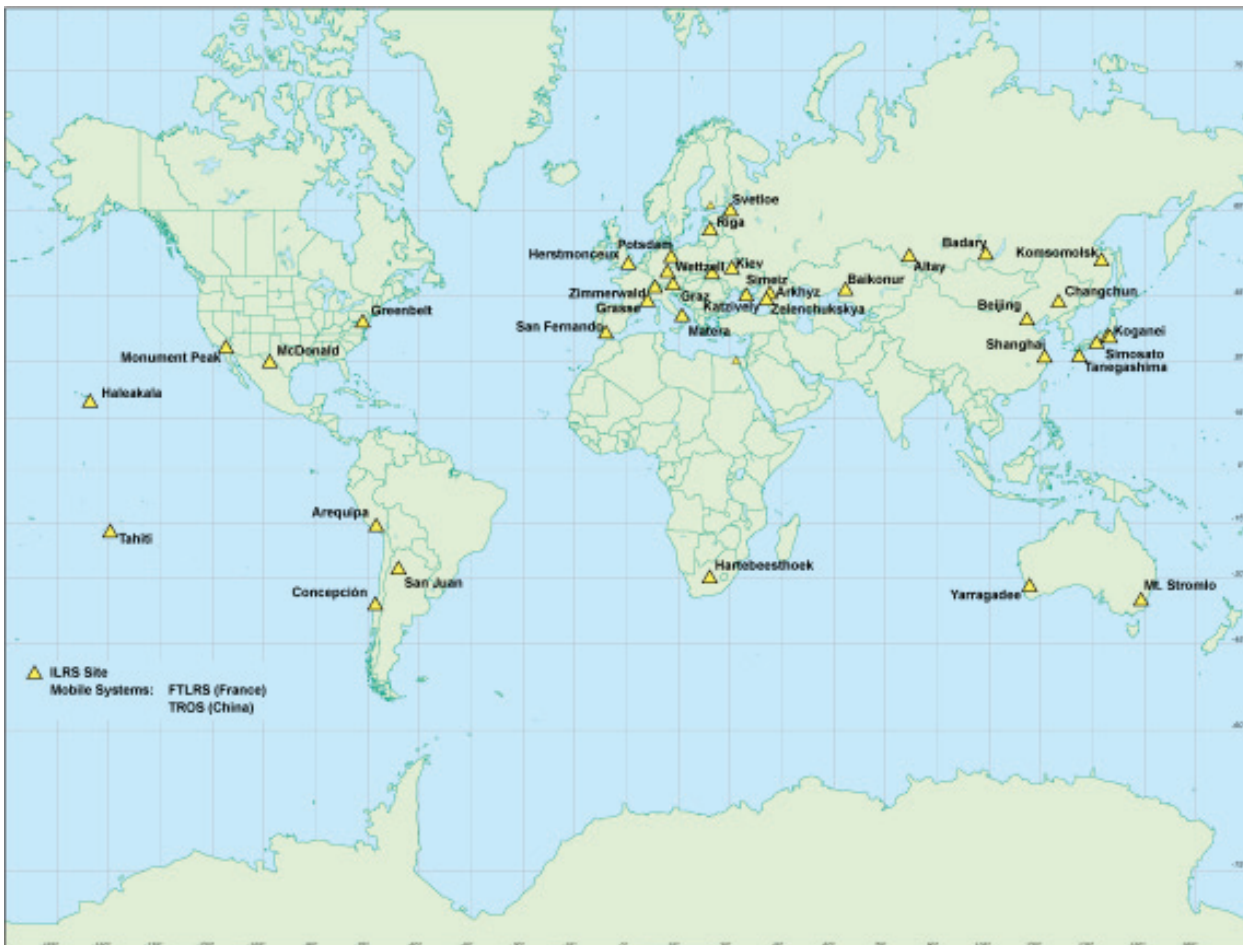 Svetloe
Riga
Potsdam
Herstmonceux
Badary
Komsomolsk
Wettzell
Kiev
Altay
Simeiz
Baikonur
Zimmerwald
Arkhyz
Graz
Changchun
Grasse
Katzively
Zelenchukskya
Beijing
Greenbelt
San Fernando
Matera
Koganei
Monument Peak
McDonald
Shanghai
Simosato
Tanegashima
Haleakala
Arequipa
Tahiti
Hartebeesthoek
San Juan
Concepción
Yarragadee
Mt. Stromlo
ILRS Site
Mobile Systems: FTLRS (France)
TROS (China)